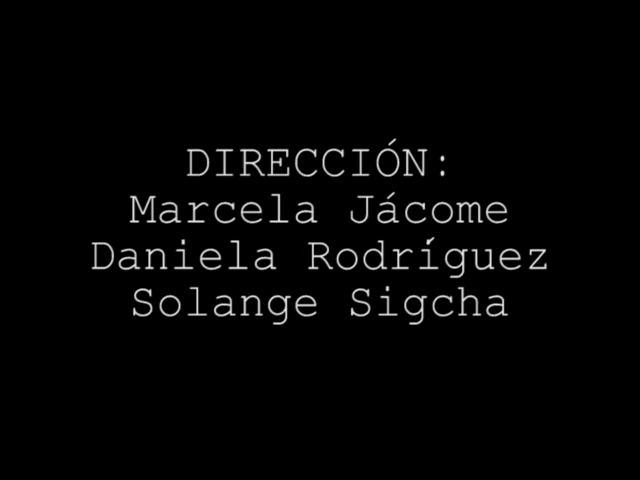 DIRECCIÓN:
Marcela Jácome
Daniela Rodríguez
Solange Sigcha